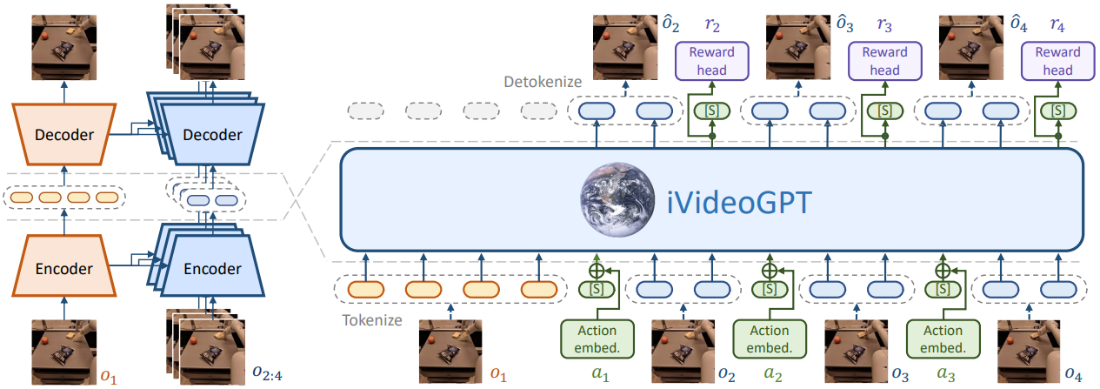 Decoder
Decoder
Encoder
Encoder
o₁
o₂:₄
ô₂
r₂
ô₃
r₃
ô₄
r₄
Reward
head
Reward
head
Reward
head
Detokenize
[S]
[S]
[S]
iVideoGPT
[S]
[S]
[S]
Tokenize
Action
embed.
Action
embed.
Action
embed.
o₁
a₁
o₂
a₂
o₃
a₃
o₄